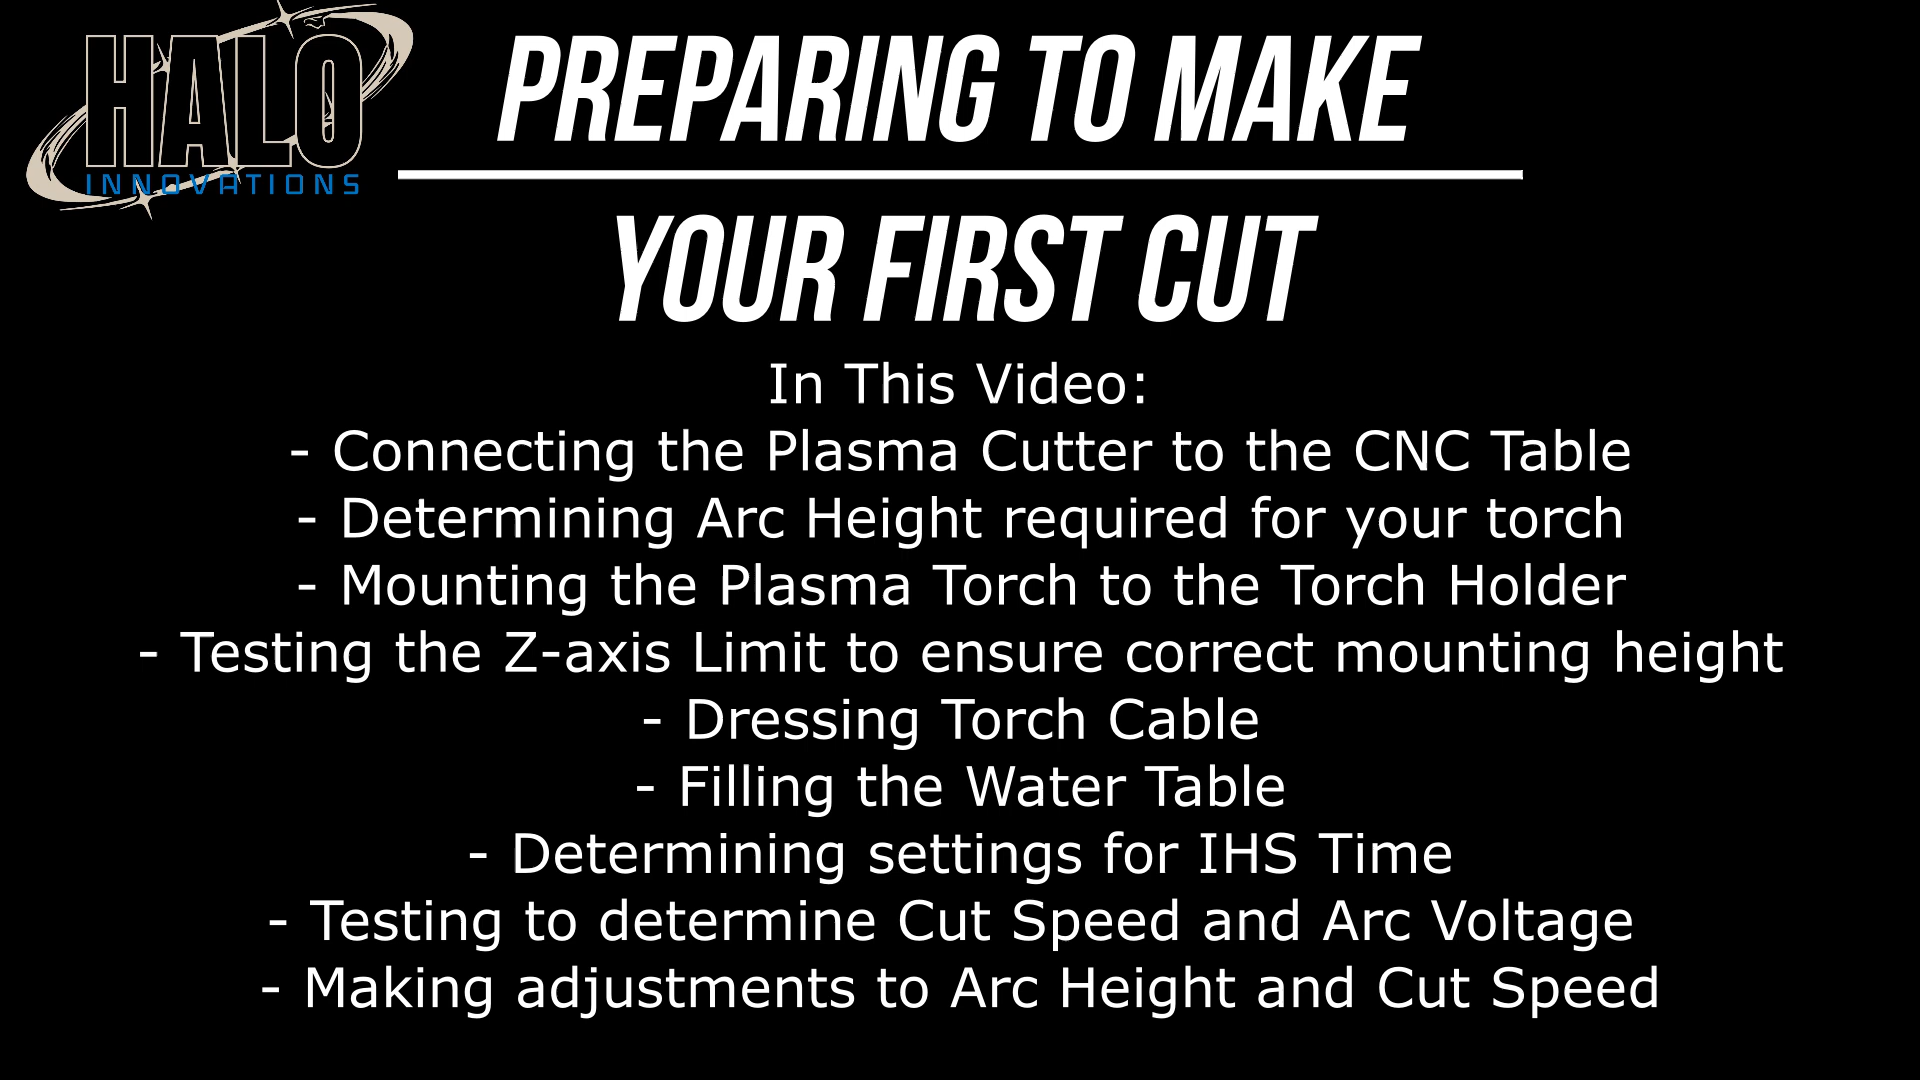 HALO
INNOVATIONS
PREPARING TO MAKE
YOUR FIRST CUT
In This Video:
- Connecting the Plasma Cutter to the CNC Table
- Determining Arc Height required for your torch
- Mounting the Plasma Torch to the Torch Holder
- Testing the Z-axis Limit to ensure correct mounting height
- Dressing Torch Cable
- Filling the Water Table
- Determining settings for IHS Time
- Testing to determine Cut Speed and Arc Voltage
- Making adjustments to Arc Height and Cut Speed